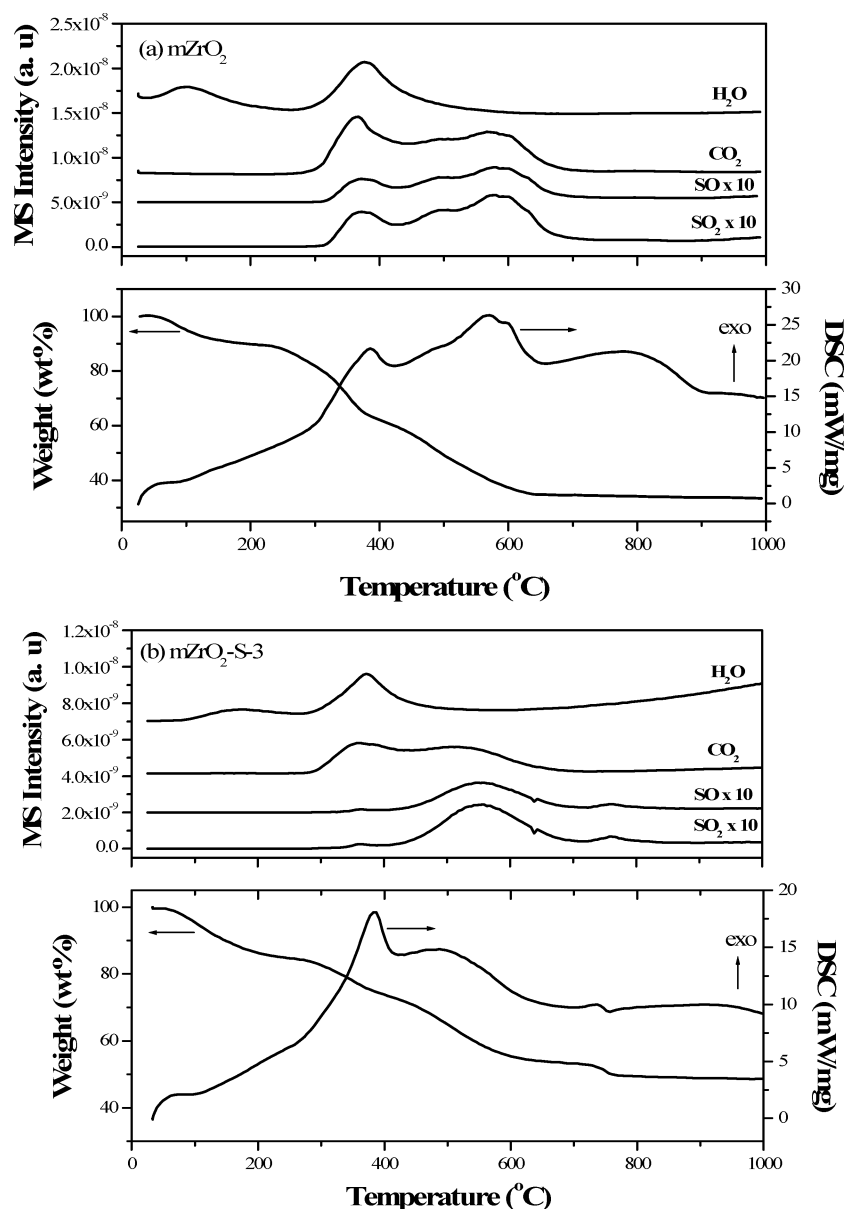 (a) mZrO₂
MS Intensity (a. u)
2.5x10⁻⁸
2.0x10⁻⁸
1.5x10⁻⁸
1.0x10⁻⁸
5.0x10⁻⁹
0.0
H₂O
CO₂
SO x 10
SO₂ x 10
Weight (wt%)
100
80
60
40
30
25
20
15
10
5
0
DSC (mW/mg)
exo
0 200 400 600 800 1000
Temperature (°C)
(b) mZrO₂-S-3
MS Intensity (a. u)
1.2x10⁻⁸
1.0x10⁻⁸
8.0x10⁻⁹
6.0x10⁻⁹
4.0x10⁻⁹
2.0x10⁻⁹
0.0
H₂O
CO₂
SO x 10
SO₂ x 10
Weight (wt%)
100
80
60
40
20
15
10
5
0
DSC (mW/mg)
exo
0 200 400 600 800 1000
Temperature (°C)